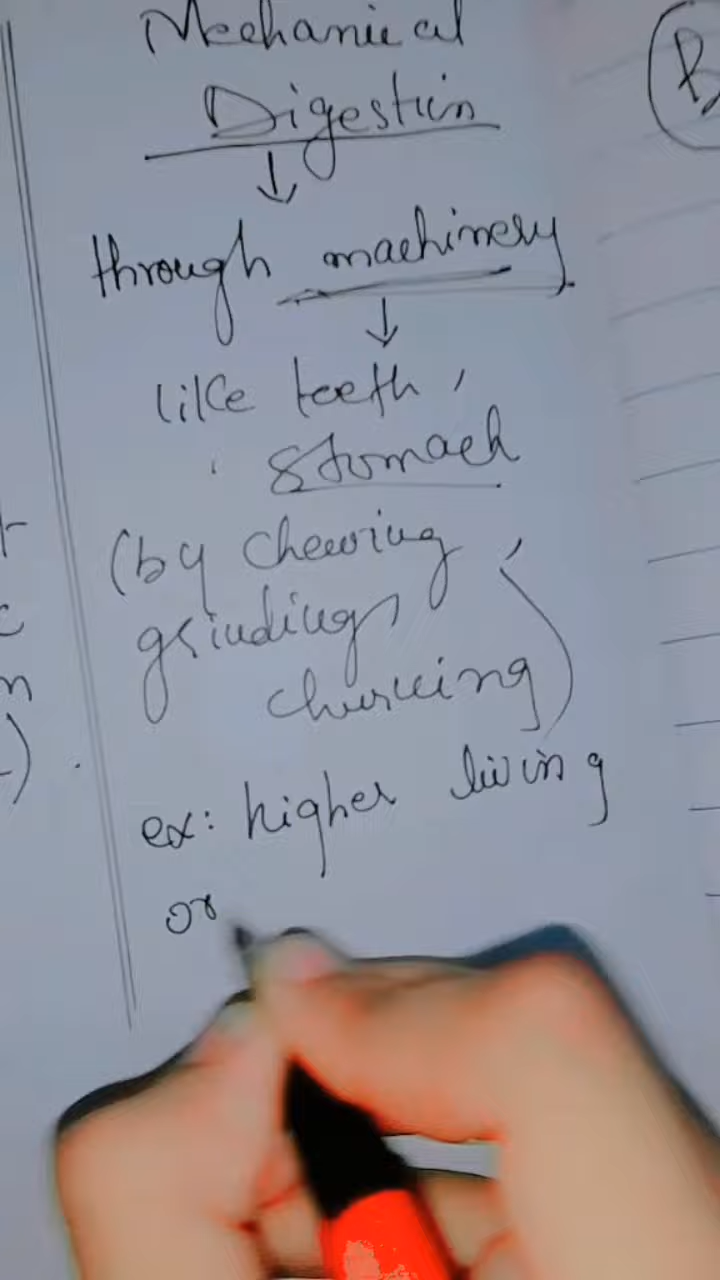 Mechanical
Digestion
↓
through machinery
↓
like teeth,
stomach
(by chewing,
grinding,
churning)
ex: higher living
or